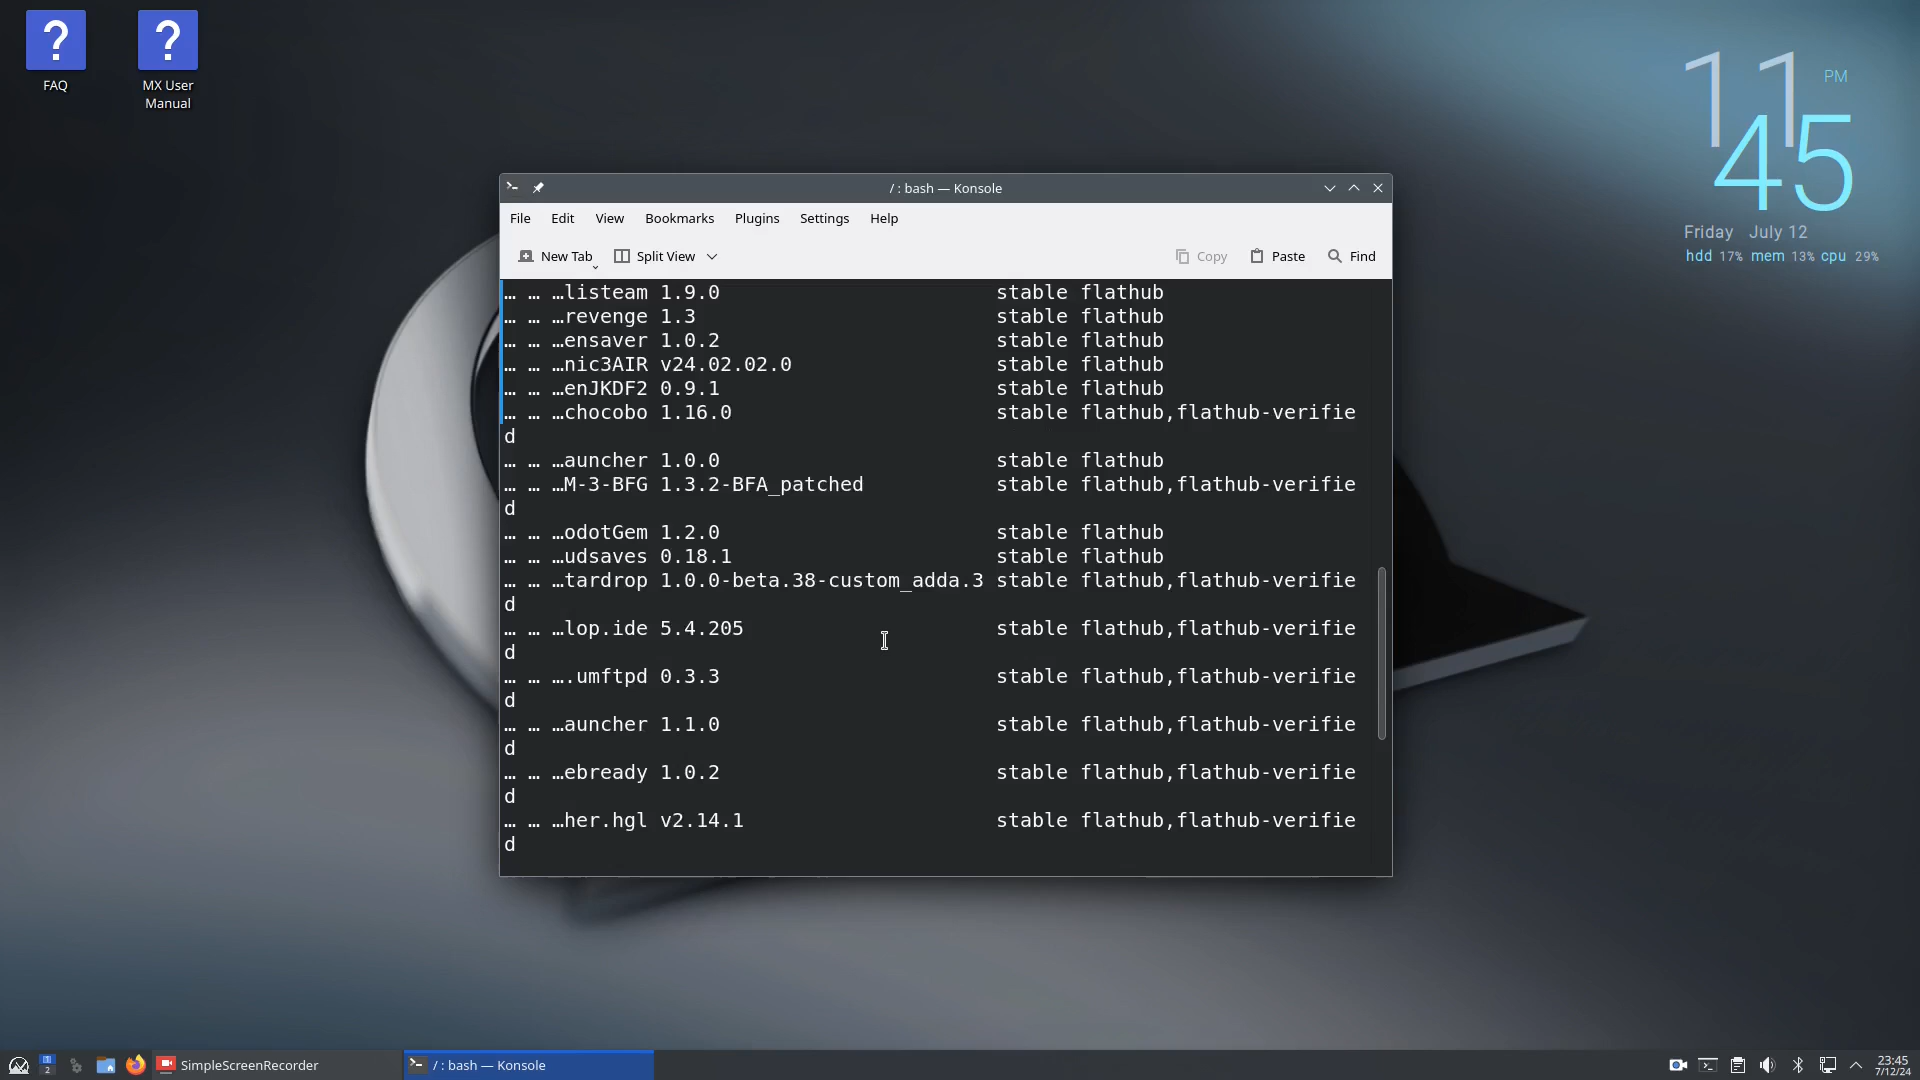 FAQ
MX User
Manual
11 PM
45
Friday July 12
hdd 17% mem 13% cpu 29%
/ : bash — Konsole
File Edit View Bookmarks Plugins Settings Help
New Tab Split View Copy Paste Find
… … …listeam 1.9.0 stable flathub
… … …revenge 1.3 stable flathub
… … …ensaver 1.0.2 stable flathub
… … …nic3AIR v24.02.02.0 stable flathub
… … …enJKDF2 0.9.1 stable flathub
… … …chocobo 1.16.0 stable flathub,flathub-verifie
d
… … …auncher 1.0.0 stable flathub
… … …M-3-BFG 1.3.2-BFA_patched stable flathub,flathub-verifie
d
… … …odotGem 1.2.0 stable flathub
… … …udsaves 0.18.1 stable flathub
… … …tardrop 1.0.0-beta.38-custom_adda.3 stable flathub,flathub-verifie
d
… … …lop.ide 5.4.205 stable flathub,flathub-verifie
d
… … ….umftpd 0.3.3 stable flathub,flathub-verifie
d
… … …auncher 1.1.0 stable flathub,flathub-verifie
d
… … …ebready 1.0.2 stable flathub,flathub-verifie
d
… … …her.hgl v2.14.1 stable flathub,flathub-verifie
d
1
2
SimpleScreenRecorder
/ : bash — Konsole
23:45
7/12/24